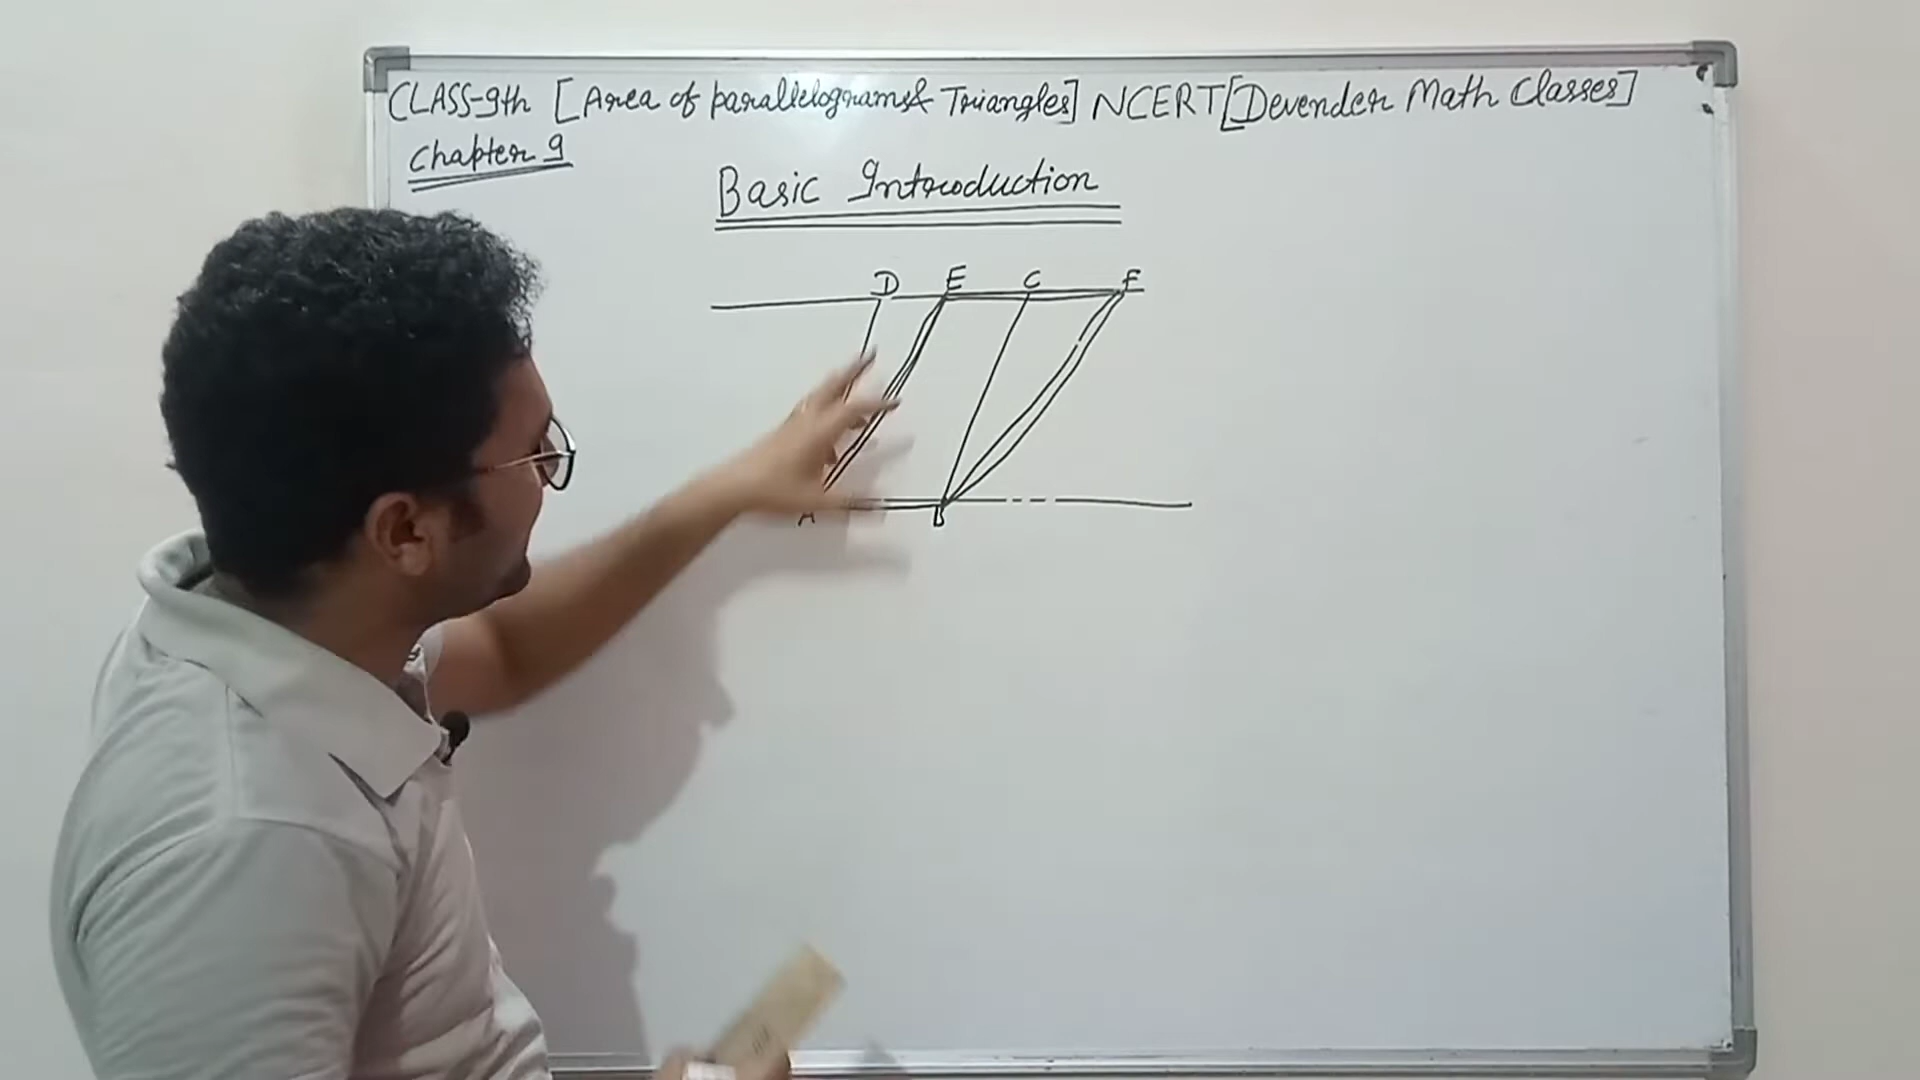 CLASS-9th [Area of parallelograms & Triangles] NCERT [Devender Math Classes]
Chapter 9
Basic Introduction
D E C F
A B